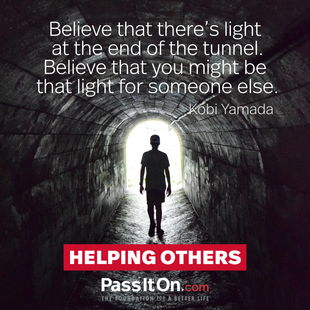 Believe that there's light
at the end of the tunnel.
Believe that you might be
that light for someone else.
Kobi Yamada
HELPING OTHERS
PassItOn.com
THE FOUNDATION FOR A BETTER LIFE